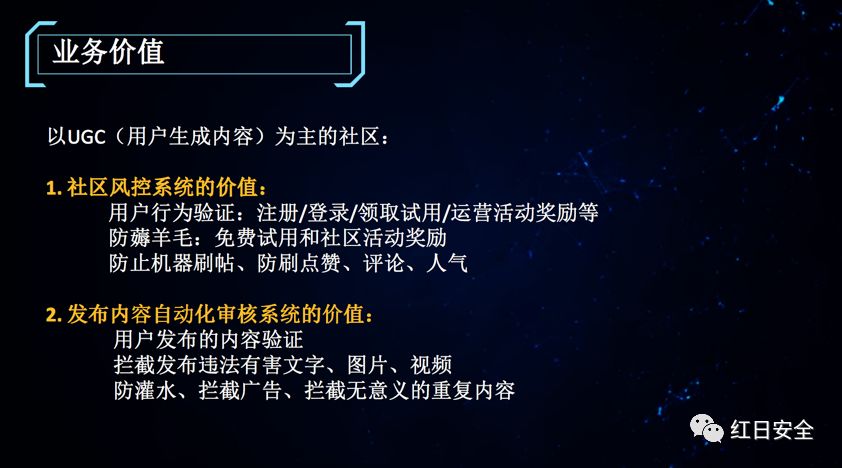 业务价值
以UGC（用户生成内容）为主的社区：
1. 社区风控系统的价值：
用户行为验证：注册/登录/领取试用/运营活动奖励等
防薅羊毛：免费试用和社区活动奖励
防止机器刷帖、防刷点赞、评论、人气
2. 发布内容自动化审核系统的价值：
用户发布的内容验证
拦截发布违法有害文字、图片、视频
防灌水、拦截广告、拦截无意义的重复内容
红日安全